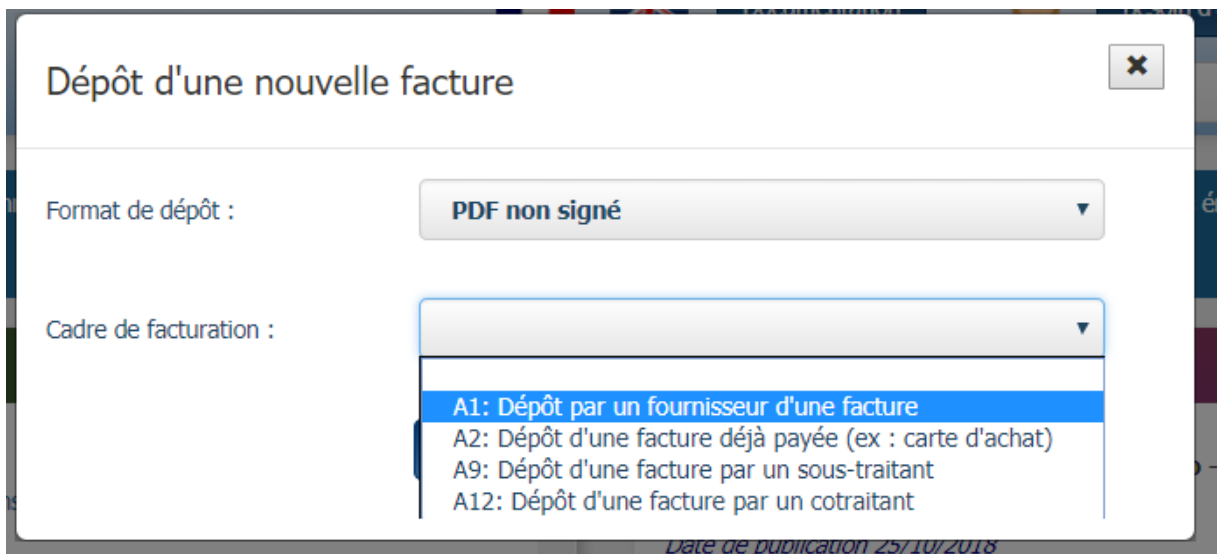 Documentation
Dépôt d'une nouvelle facture
Format de dépôt :
PDF non signé
Cadre de facturation :
A1: Dépôt par un fournisseur d'une facture
A2: Dépôt d'une facture déjà payée (ex : carte d'achat)
A9: Dépôt d'une facture par un sous-traitant
A12: Dépôt d'une facture par un cotraitant
Date de publication 25/10/2018